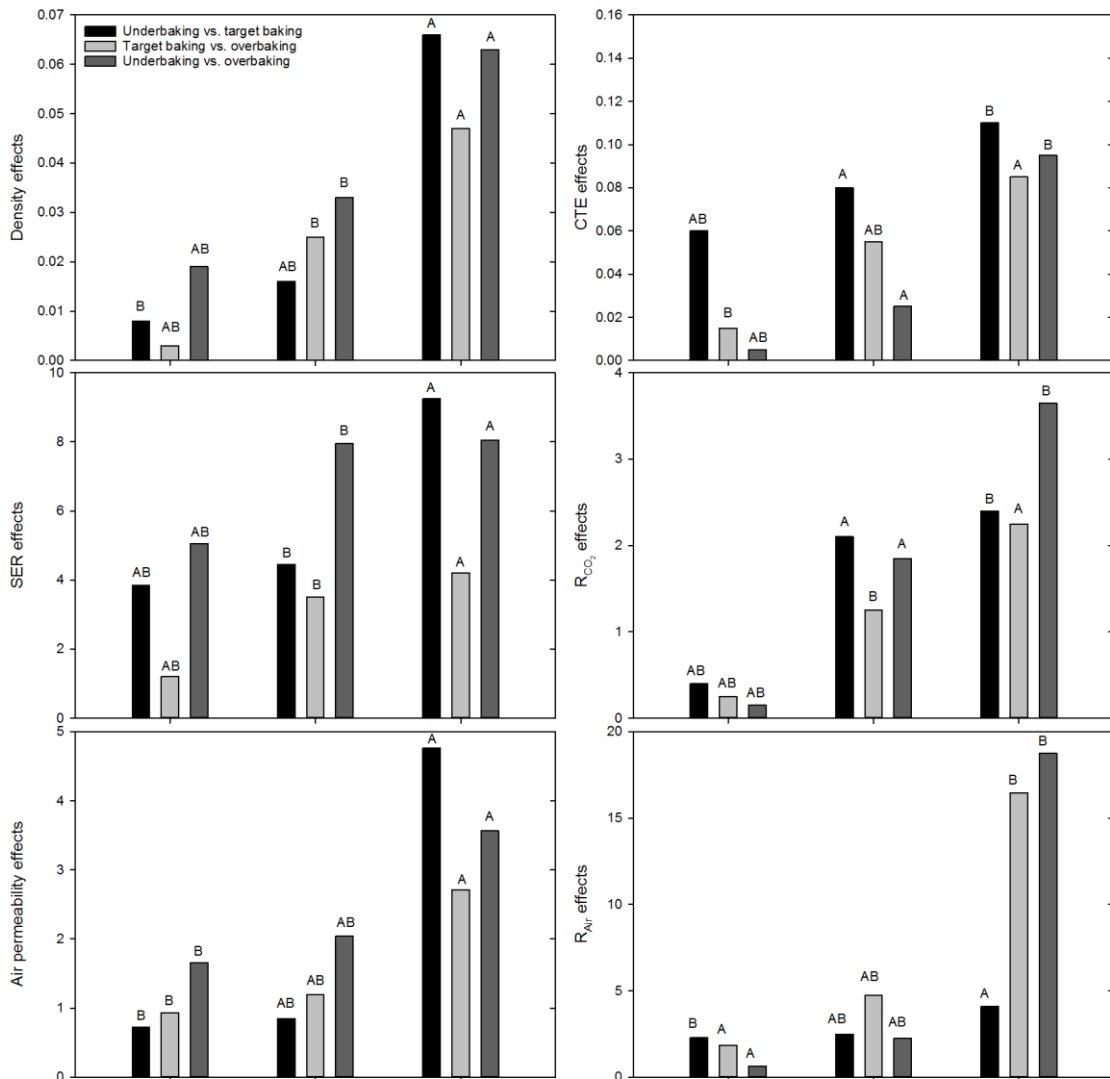 0.07
0.06
0.05
0.04
0.03
0.02
0.01
0.00
Density effects
Underbaking vs. target baking
Target baking vs. overbaking
Underbaking vs. overbaking
B
AB
AB
AB
B
B
A
A
A
0.16
0.14
0.12
0.10
0.08
0.06
0.04
0.02
0.00
CTE effects
AB
B
AB
A
AB
A
B
A
B
10
8
6
4
2
0
SER effects
AB
AB
AB
B
B
B
A
A
A
4
3
2
1
0
R_CO₂ effects
AB
AB
AB
A
B
A
B
A
B
5
4
3
2
1
0
Air permeability effects
B
B
B
AB
AB
AB
A
A
A
20
15
10
5
0
R_Air effects
B
A
A
AB
AB
AB
A
B
B